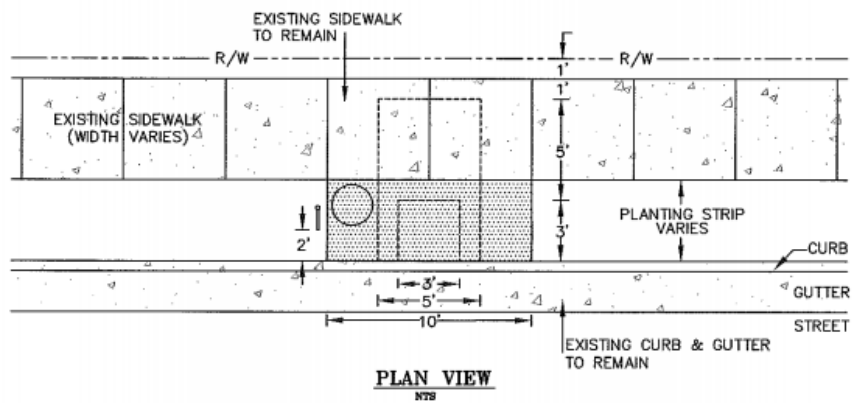 EXISTING SIDEWALK
TO REMAIN
R/W
R/W
1'
1'
EXISTING SIDEWALK
(WIDTH VARIES)
5'
PLANTING STRIP
VARIES
3'
2'
CURB
3'
GUTTER
5'
STREET
10'
EXISTING CURB & GUTTER
TO REMAIN
PLAN VIEW
NTS